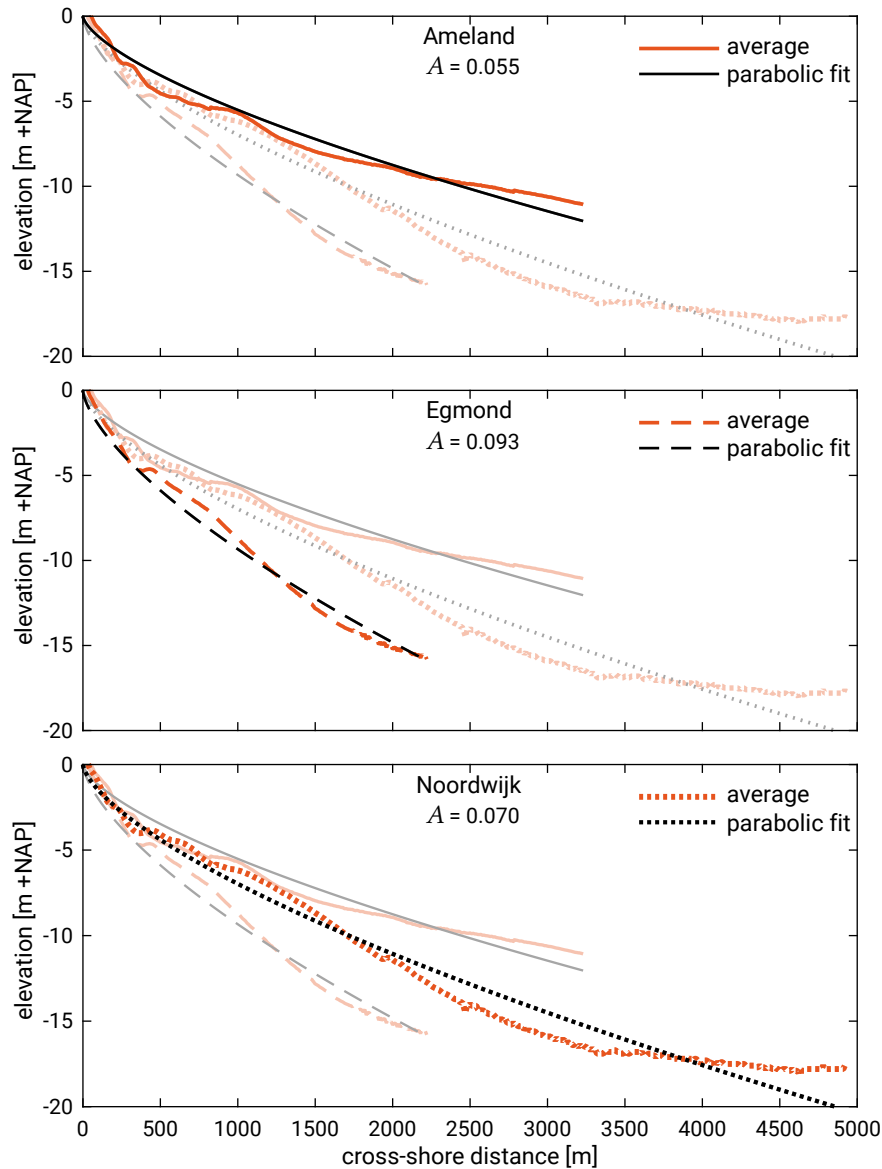 0
-5
-10
-15
-20
elevation [m +NAP]
Ameland
A = 0.055
average
parabolic fit
0
-5
-10
-15
-20
elevation [m +NAP]
Egmond
A = 0.093
average
parabolic fit
0
-5
-10
-15
-20
elevation [m +NAP]
Noordwijk
A = 0.070
average
parabolic fit
0 500 1000 1500 2000 2500 3000 3500 4000 4500 5000
cross-shore distance [m]